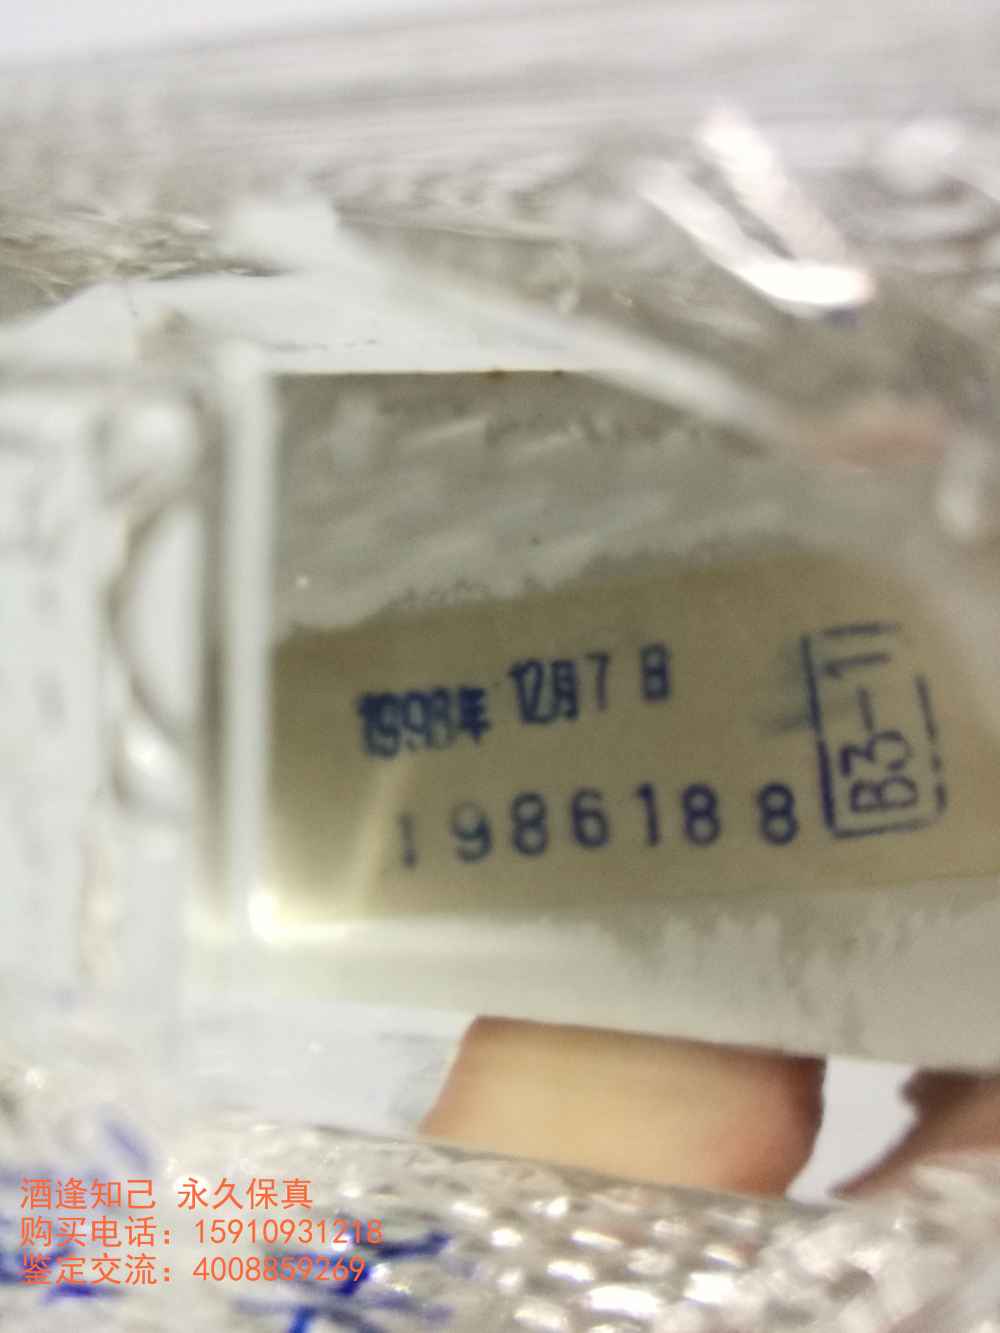 1998年 12月7日
1986188
B3-11
酒逢知己 永久保真
购买电话：15910931218
鉴定交流：4008859269